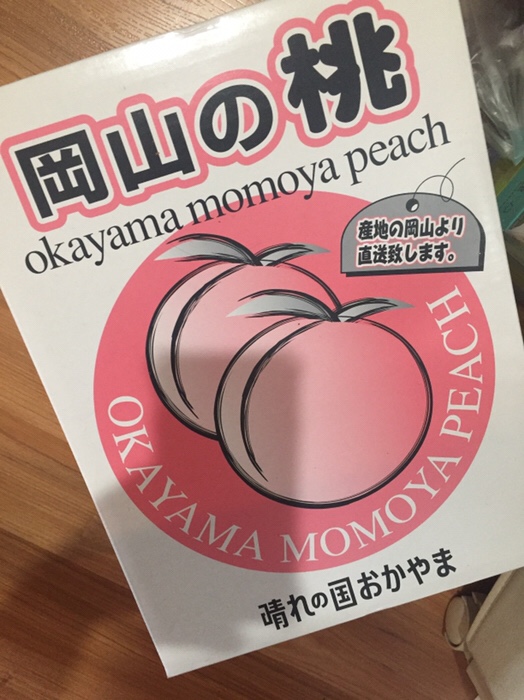 岡山の桃
okayama momoya peach
産地の岡山より
直送致します。
OKAYAMA MOMOYA PEACH
晴れの国おかやま